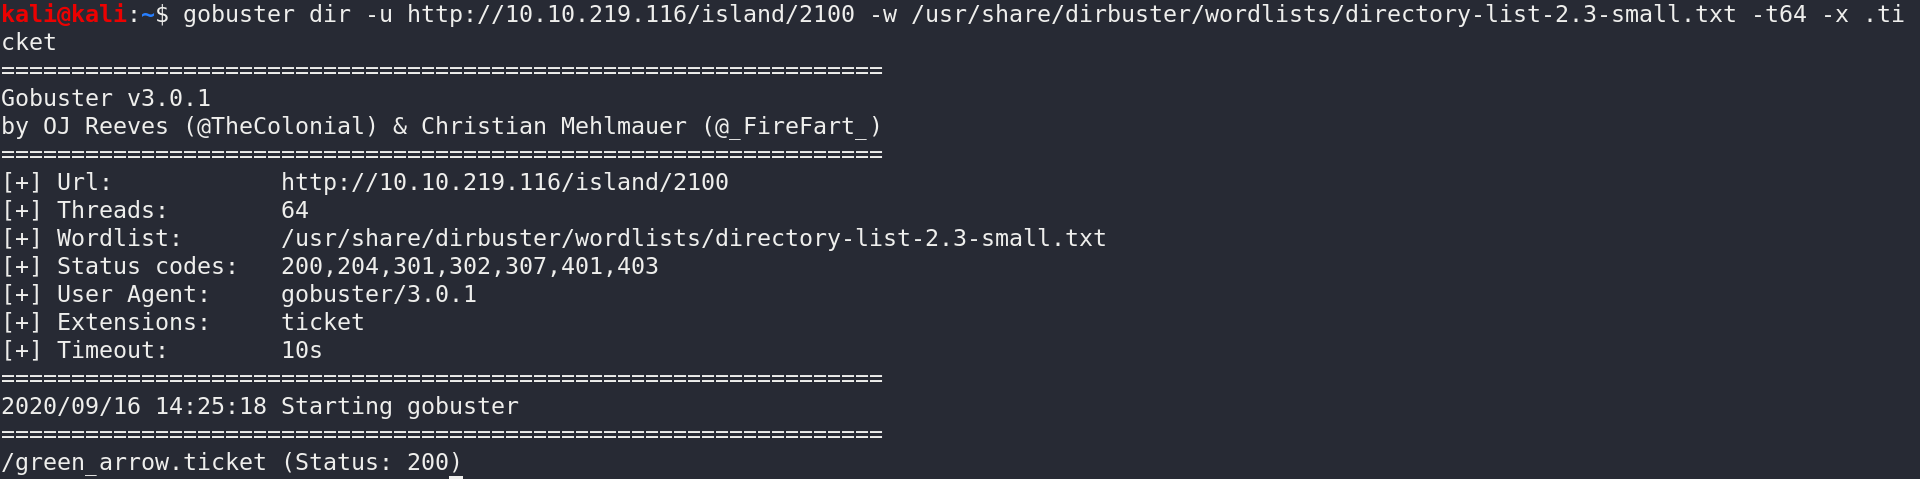 kali@kali:~$ gobuster dir -u http://10.10.219.116/island/2100 -w /usr/share/dirbuster/wordlists/directory-list-2.3-small.txt -t64 -x .ti
cket
===============================================================
Gobuster v3.0.1
by OJ Reeves (@TheColonial) & Christian Mehlmauer (@_FireFart_)
===============================================================
[+] Url:            http://10.10.219.116/island/2100
[+] Threads:        64
[+] Wordlist:       /usr/share/dirbuster/wordlists/directory-list-2.3-small.txt
[+] Status codes:   200,204,301,302,307,401,403
[+] User Agent:     gobuster/3.0.1
[+] Extensions:     ticket
[+] Timeout:        10s
===============================================================
2020/09/16 14:25:18 Starting gobuster
===============================================================
/green_arrow.ticket (Status: 200)